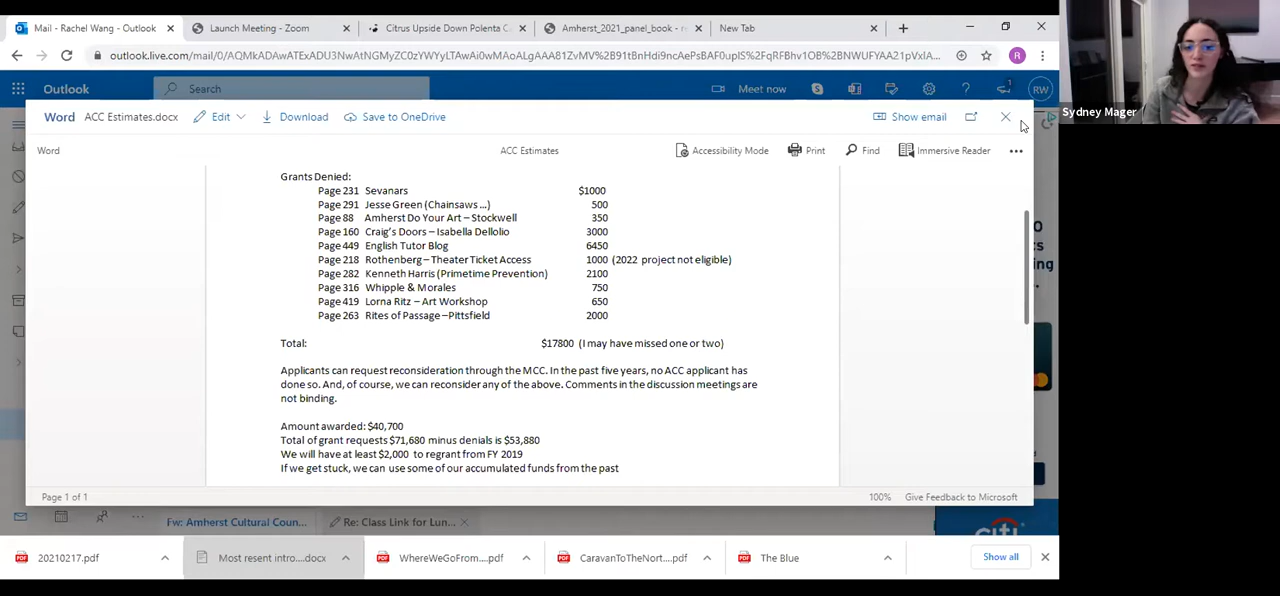 Mail - Rachel Wang - Outlook
Launch Meeting - Zoom
Citrus Upside Down Polenta C
Amherst_2021_panel_book - r
New Tab
outlook.live.com/mail/0/
R
Outlook
Search
Meet now
1
RW
Sydney Mager
Word ACC Estimates.docx Edit Download Save to OneDrive Show email
Word ACC Estimates Accessibility Mode Print Find Immersive Reader
Grants Denied:
Page 231 Sevanars $1000
Page 291 Jesse Green (Chainsaws ...) 500
Page 88 Amherst Do Your Art – Stockwell 350
Page 160 Craig's Doors – Isabella Dellolio 3000
Page 449 English Tutor Blog 6450
Page 218 Rothenberg – Theater Ticket Access 1000 (2022 project not eligible)
Page 282 Kenneth Harris (Primetime Prevention) 2100
Page 316 Whipple & Morales 750
Page 419 Lorna Ritz – Art Workshop 650
Page 263 Rites of Passage –Pittsfield 2000
Total: $17800 (I may have missed one or two)
Applicants can request reconsideration through the MCC. In the past five years, no ACC applicant has
done so. And, of course, we can reconsider any of the above. Comments in the discussion meetings are
not binding.
Amount awarded: $40,700
Total of grant requests $71,680 minus denials is $53,880
We will have at least $2,000 to regrant from FY 2019
If we get stuck, we can use some of our accumulated funds from the past
Page 1 of 1 100% Give Feedback to Microsoft
Fw: Amherst Cultural Coun... Re: Class Link for Lun...
citi
20210217.pdf
Most recent intro....docx
WhereWeGoFrom....pdf
CaravanToTheNort....pdf
The Blue
Show all